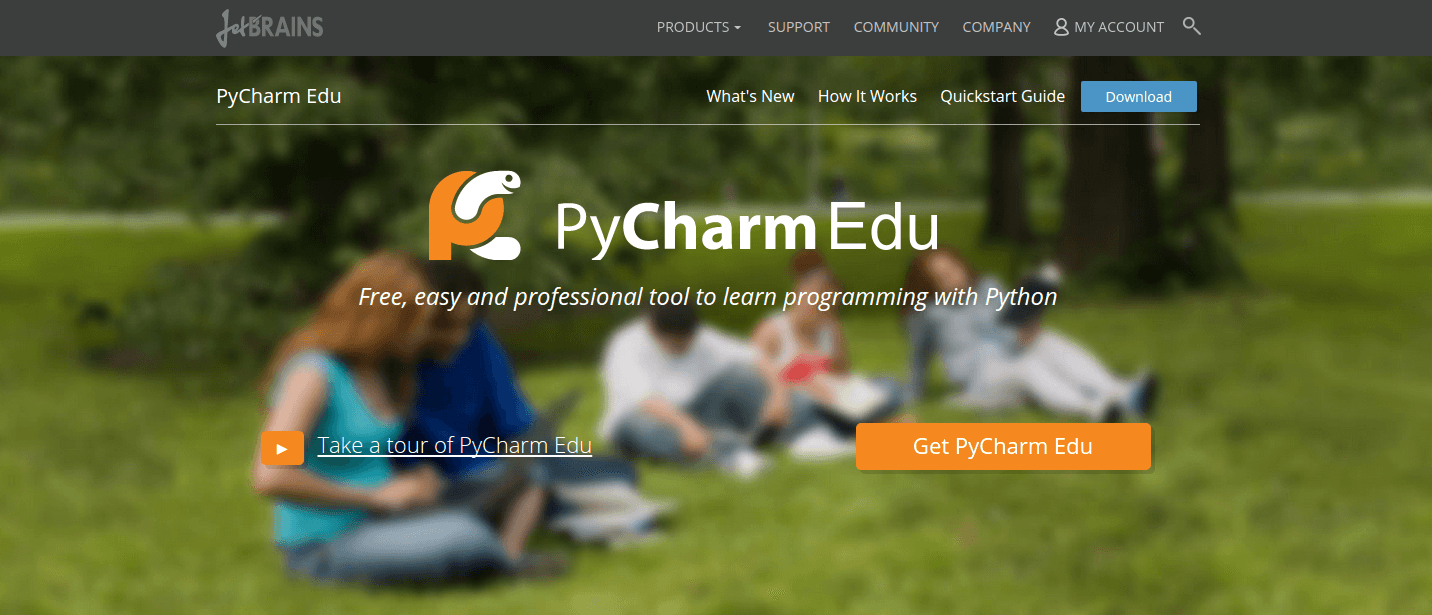 JetBRAINS
PRODUCTS SUPPORT COMMUNITY COMPANY MY ACCOUNT
PyCharm Edu
What's New How It Works Quickstart Guide Download
PyCharm Edu
Free, easy and professional tool to learn programming with Python
Take a tour of PyCharm Edu
Get PyCharm Edu